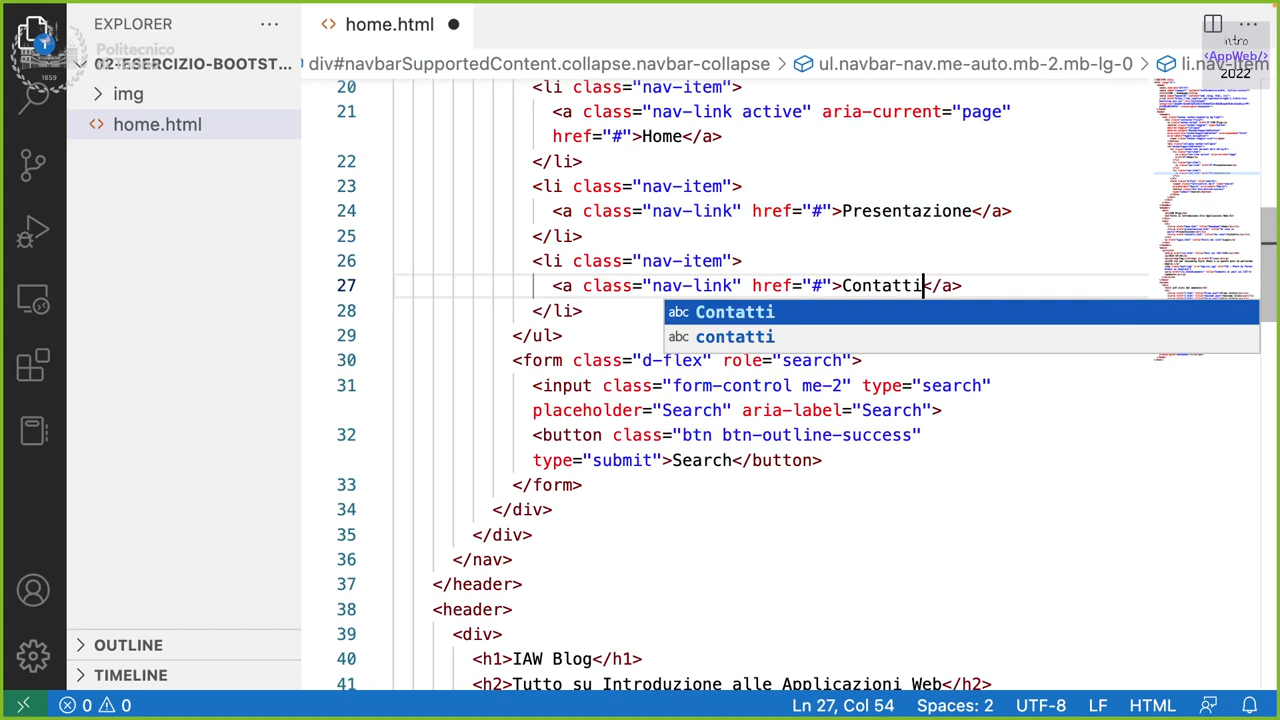 EXPLORER
home.html
Politecnico
1859
02-ESERCIZIO-BOOTST...
img
home.html
div#navbarSupportedContent.collapse.navbar-collapse > ul.navbar-nav.me-auto.mb-2.mb-lg-0 > li.nav-item
ntro
<AppWeb/>
2022
20 <li class="nav-item">
21 <a class="nav-link active" aria-current="page"
href="#">Home</a>
22 </li>
23 <li class="nav-item">
24 <a class="nav-link" href="#">Presentazione</a>
25 </li>
26 <li class="nav-item">
27 <a class="nav-link" href="#">Contatti</a>
abc Contatti
abc contatti
28 </li>
29 </ul>
30 <form class="d-flex" role="search">
31 <input class="form-control me-2" type="search"
placeholder="Search" aria-label="Search">
32 <button class="btn btn-outline-success"
type="submit">Search</button>
33 </form>
34 </div>
35 </div>
36 </nav>
37 </header>
38 <header>
39 <div>
40 <h1>IAW Blog</h1>
41 <h2>Tutto su Introduzione alle Applicazioni Web</h2>
OUTLINE
TIMELINE
0 0
Ln 27, Col 54 Spaces: 2 UTF-8 LF HTML